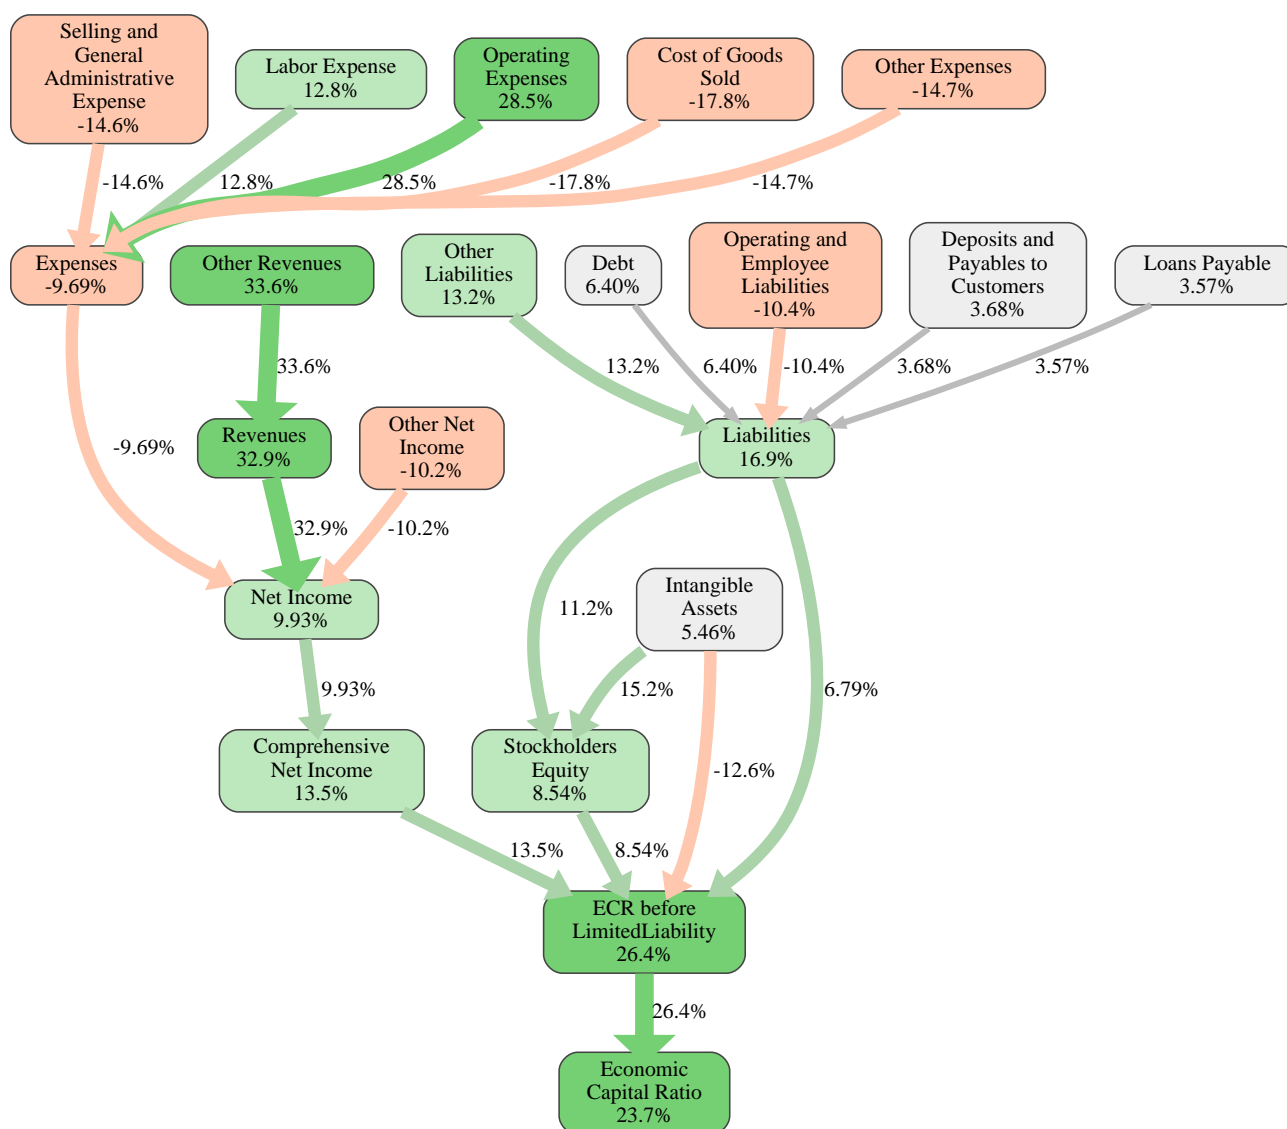 Selling and
General
Administrative
Expense
-14.6%
Labor Expense
12.8%
Operating
Expenses
28.5%
Cost of Goods
Sold
-17.8%
Other Expenses
-14.7%
-14.6%
12.8%
28.5%
-17.8%
-14.7%
Expenses
-9.69%
Other Revenues
33.6%
Other
Liabilities
13.2%
Debt
6.40%
Operating and
Employee
Liabilities
-10.4%
Deposits and
Payables to
Customers
3.68%
Loans Payable
3.57%
33.6%
13.2%
6.40%
-10.4%
3.68%
3.57%
-9.69%
Revenues
32.9%
Other Net
Income
-10.2%
Liabilities
16.9%
32.9%
-10.2%
Net Income
9.93%
11.2%
Intangible
Assets
5.46%
9.93%
15.2%
6.79%
Comprehensive
Net Income
13.5%
Stockholders
Equity
8.54%
-12.6%
13.5%
8.54%
ECR before
LimitedLiability
26.4%
26.4%
Economic
Capital Ratio
23.7%